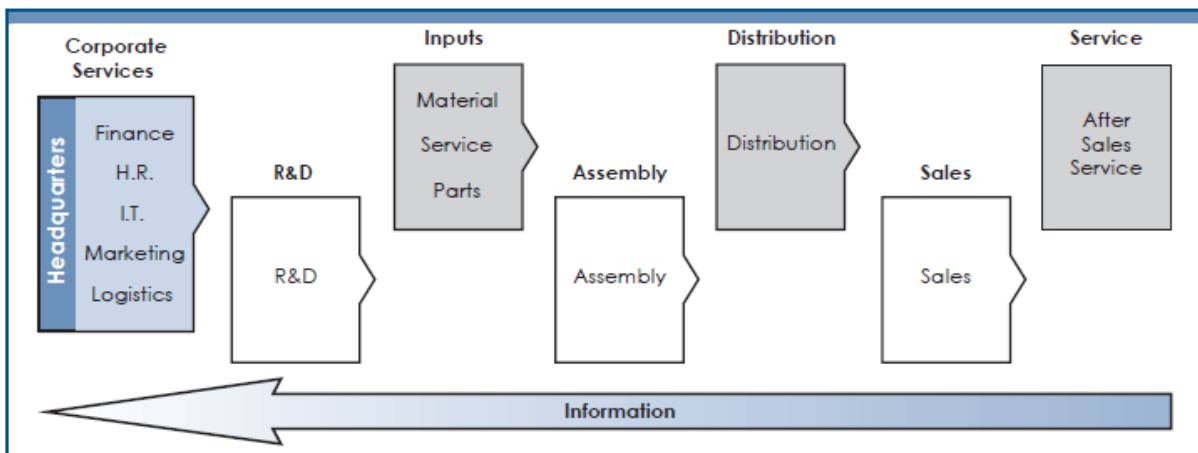 Corporate
Services
Headquarters
Finance
H.R.
I.T.
Marketing
Logistics
R&D
R&D
Inputs
Material
Service
Parts
Assembly
Assembly
Distribution
Distribution
Sales
Sales
Service
After
Sales
Service
Information